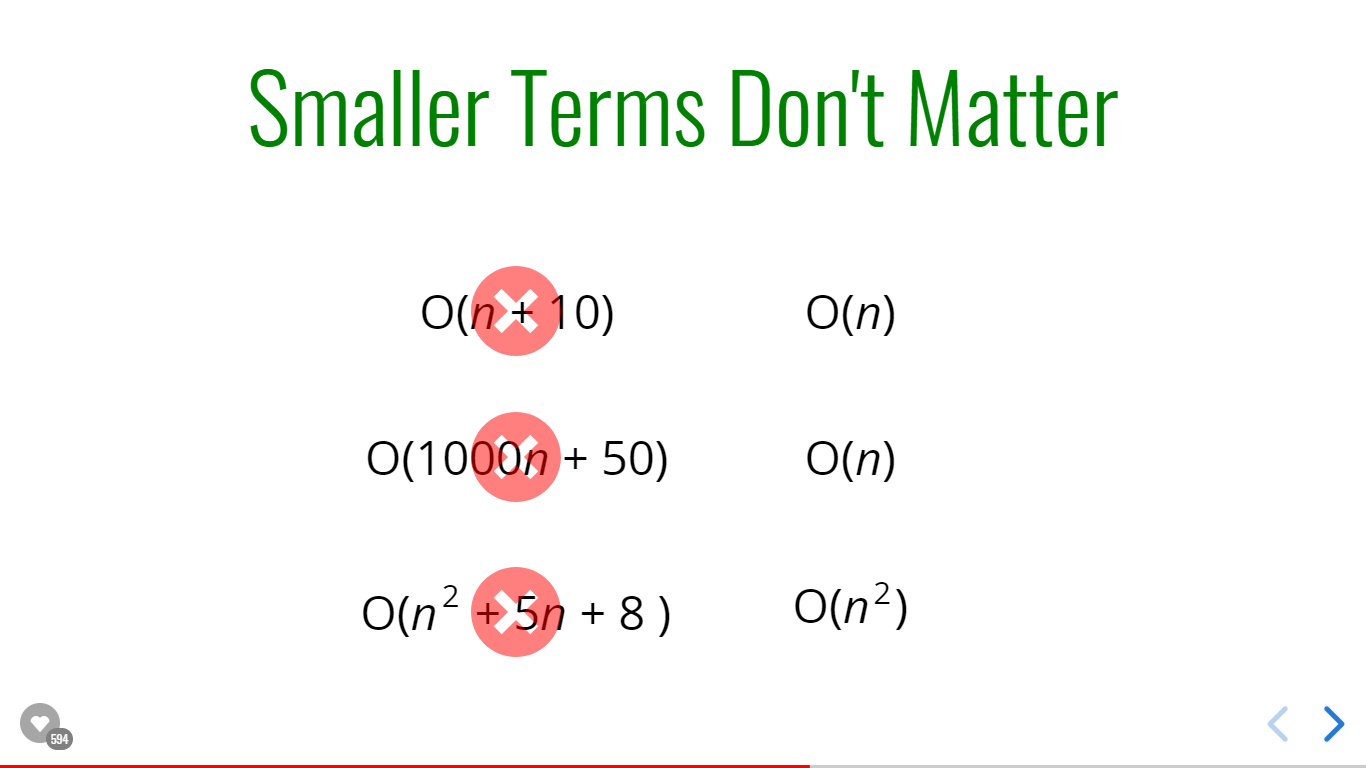 Smaller Terms Don't Matter
O(n + 10) O(n)
O(1000n + 50) O(n)
O(n² + 5n + 8 ) O(n²)
594